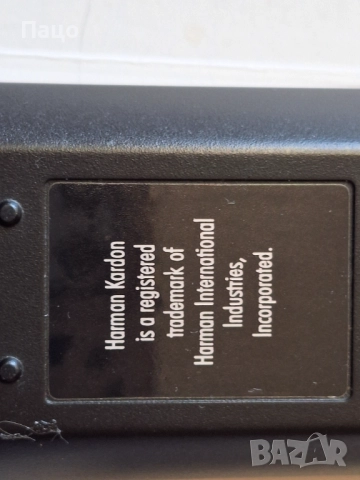 Пацо
Harman Kardon
is a registered
trademark of
Harman International
Industries,
Incorporated.
BAZAR